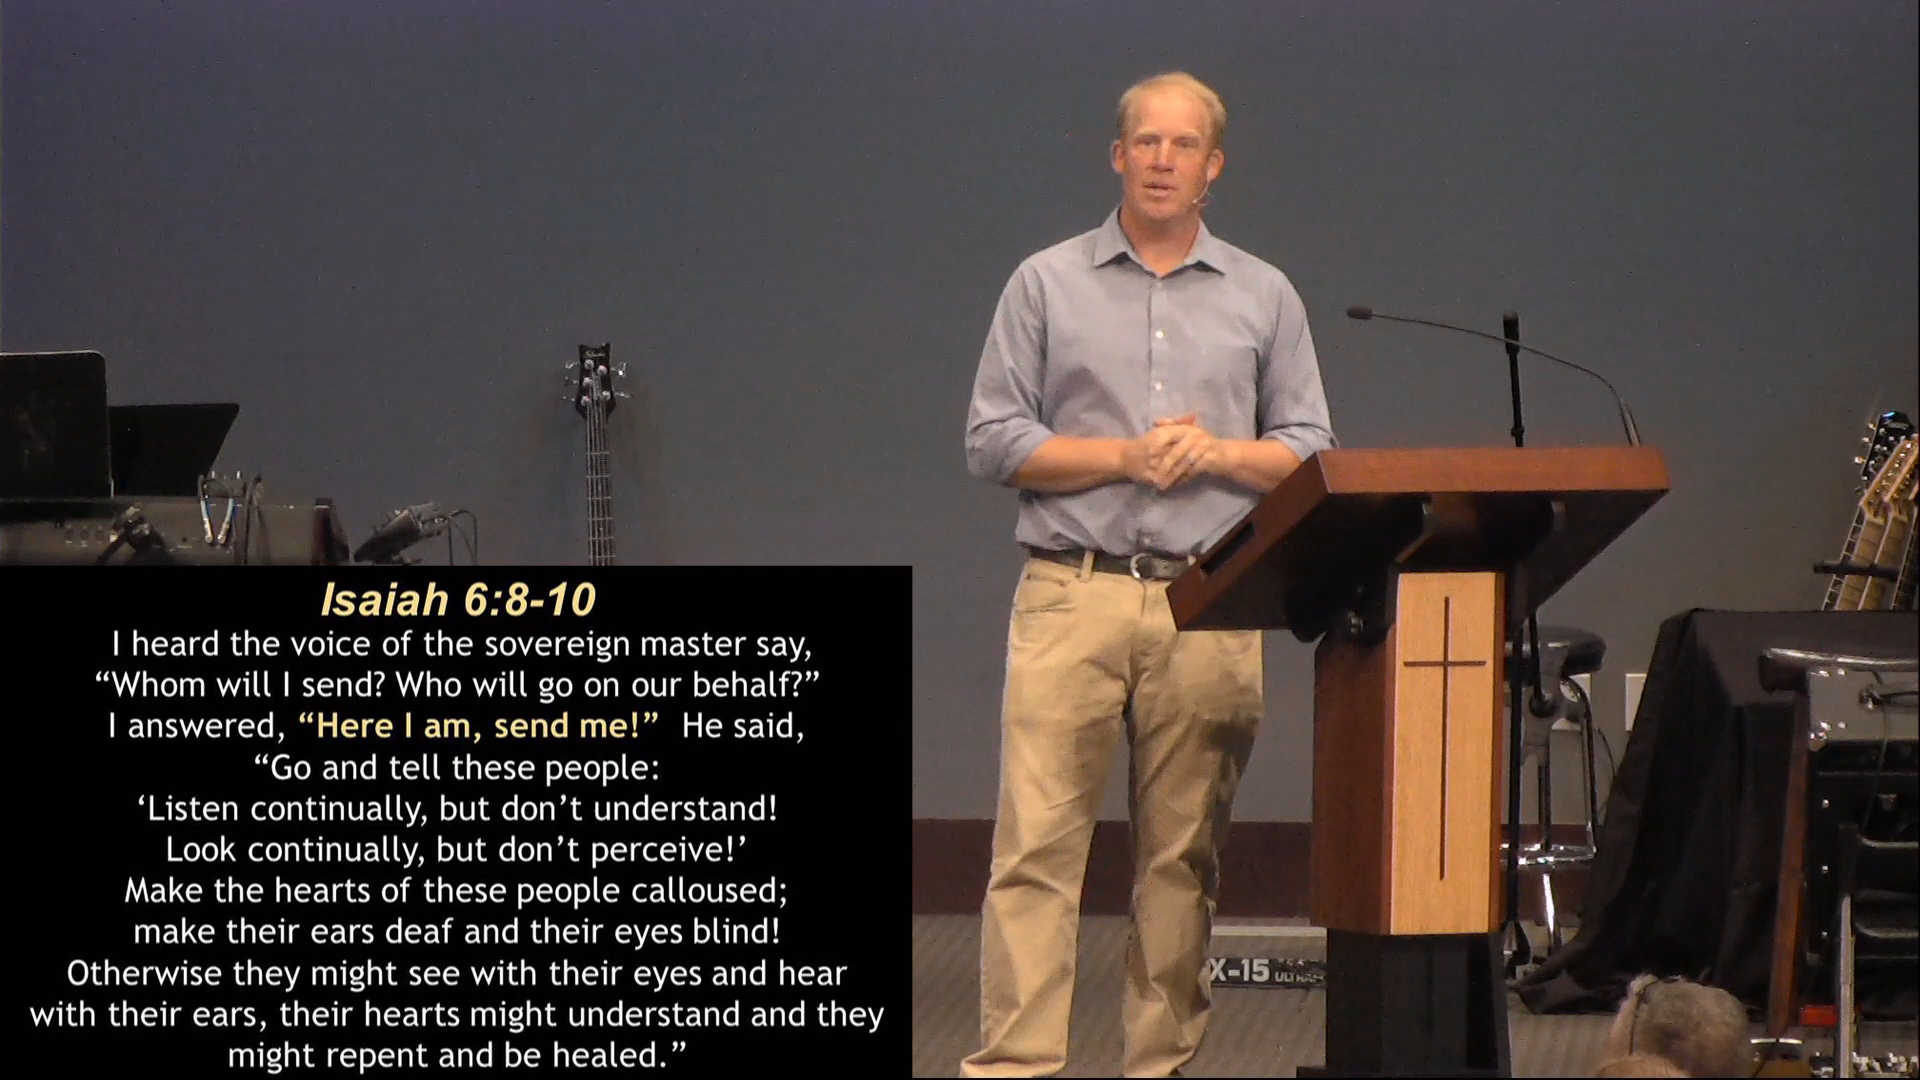 Isaiah 6:8-10
I heard the voice of the sovereign master say,
“Whom will I send? Who will go on our behalf?”
I answered, “Here I am, send me!” He said,
“Go and tell these people:
‘Listen continually, but don’t understand!
Look continually, but don’t perceive!’
Make the hearts of these people calloused;
make their ears deaf and their eyes blind!
Otherwise they might see with their eyes and hear
with their ears, their hearts might understand and they
might repent and be healed.”
X-15